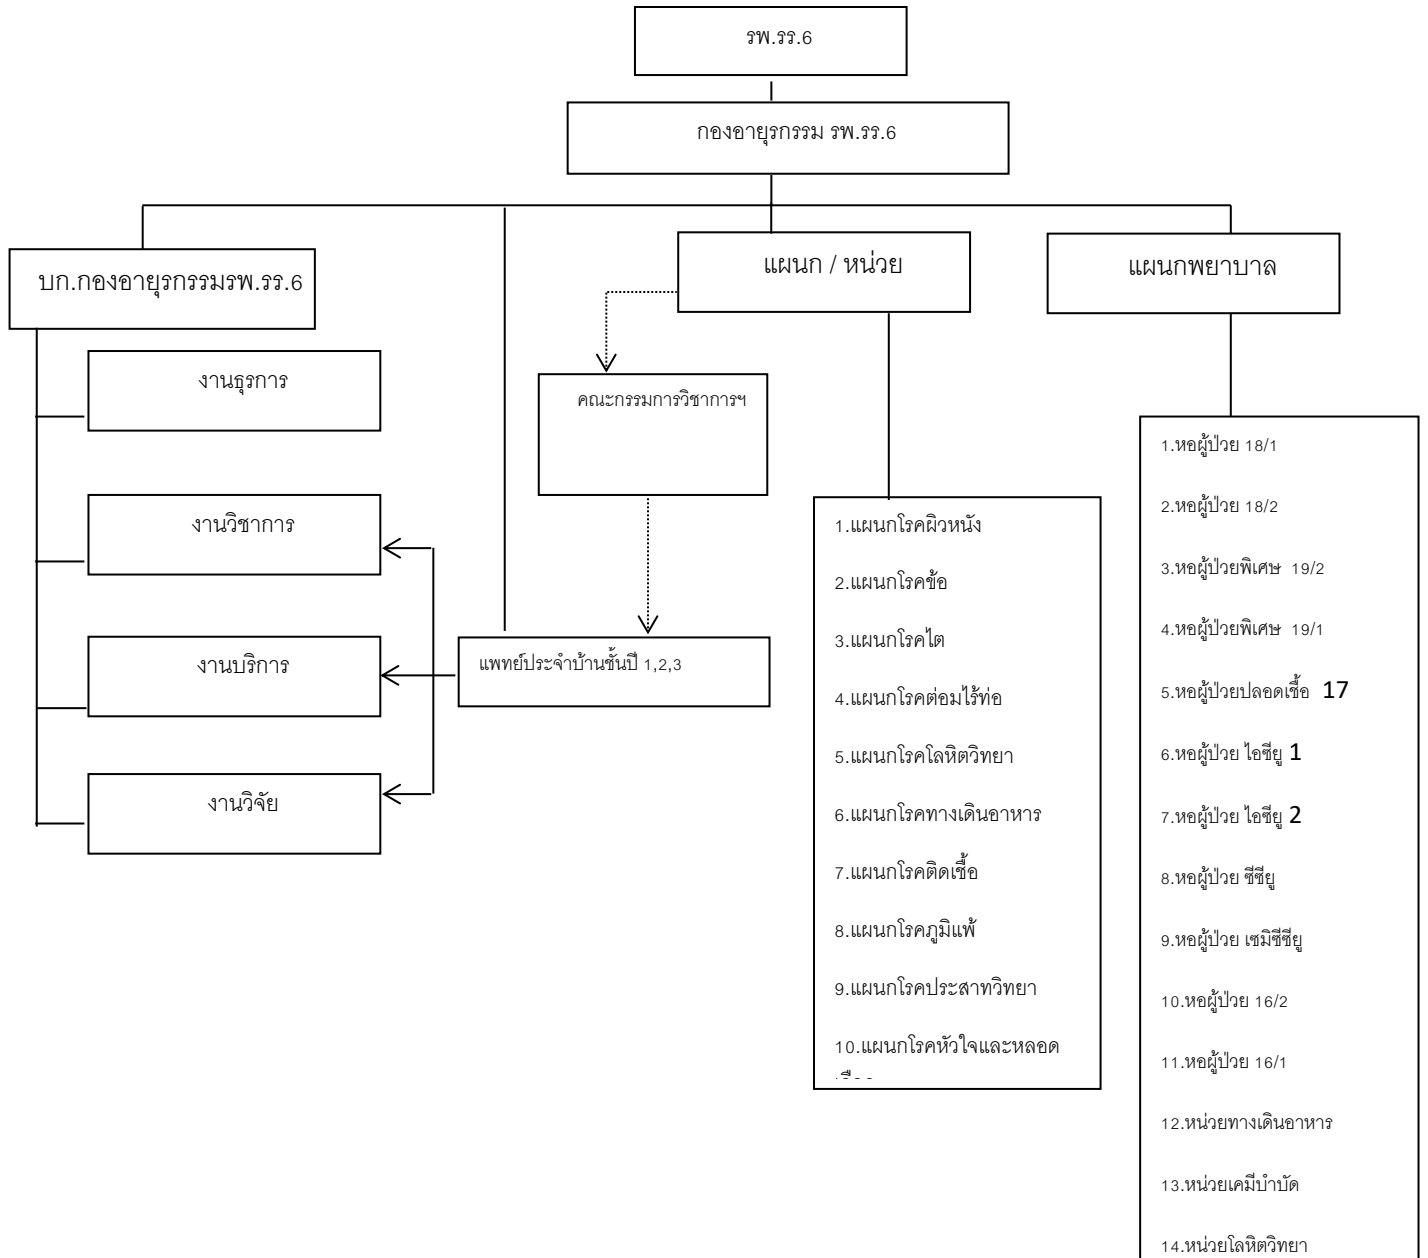 รพ.รร.6
กองอายุรกรรม รพ.รร.6
บก.กองอายุรกรรมรพ.รร.6
แผนก / หน่วย
แผนกพยาบาล
งานธุรการ
งานวิชาการ
งานบริการ
งานวิจัย
คณะกรรมการวิชาการฯ
แพทย์ประจำบ้านชั้นปี 1,2,3
1.แผนกโรคผิวหนัง
2.แผนกโรคข้อ
3.แผนกโรคไต
4.แผนกโรคต่อมไร้ท่อ
5.แผนกโรคโลหิตวิทยา
6.แผนกโรคทางเดินอาหาร
7.แผนกโรคติดเชื้อ
8.แผนกโรคภูมิแพ้
9.แผนกโรคประสาทวิทยา
10.แผนกโรคหัวใจและหลอด
1.หอผู้ป่วย 18/1
2.หอผู้ป่วย 18/2
3.หอผู้ป่วยพิเศษ 19/2
4.หอผู้ป่วยพิเศษ 19/1
5.หอผู้ป่วยปลอดเชื้อ 17
6.หอผู้ป่วย ไอซียู 1
7.หอผู้ป่วย ไอซียู 2
8.หอผู้ป่วย ซีซียู
9.หอผู้ป่วย เซมิซีซียู
10.หอผู้ป่วย 16/2
11.หอผู้ป่วย 16/1
12.หน่วยทางเดินอาหาร
13.หน่วยเคมีบำบัด
14.หน่วยโลหิตวิทยา